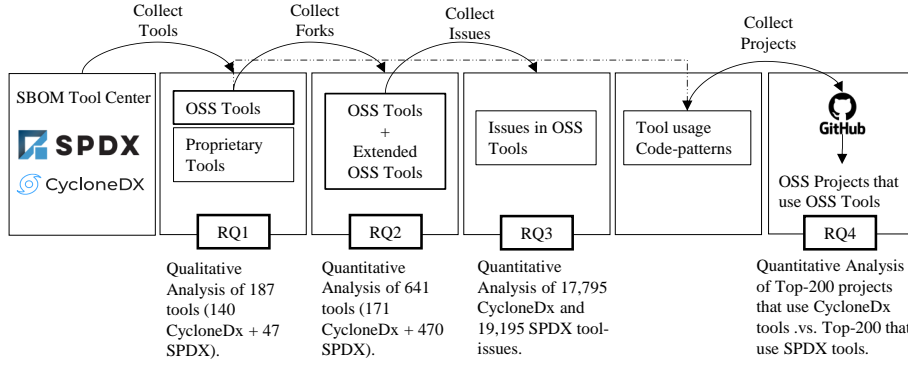 Collect
Tools
Collect
Forks
Collect
Issues
Collect
Projects
SBOM Tool Center
SPDX
CycloneDX
OSS Tools
Proprietary
Tools
OSS Tools
+
Extended
OSS Tools
Issues in OSS
Tools
Tool usage
Code-patterns
GitHub
OSS Projects that
use OSS Tools
RQ1
RQ2
RQ3
RQ4
Qualitative
Analysis of 187
tools (140
CycloneDx + 47
SPDX).
Quantitative
Analysis of 641
tools (171
CycloneDx + 470
SPDX).
Quantitative
Analysis of 17,795
CycloneDx and
19,195 SPDX tool-
issues.
Quantitative Analysis
of Top-200 projects
that use CycloneDx
tools .vs. Top-200 that
use SPDX tools.